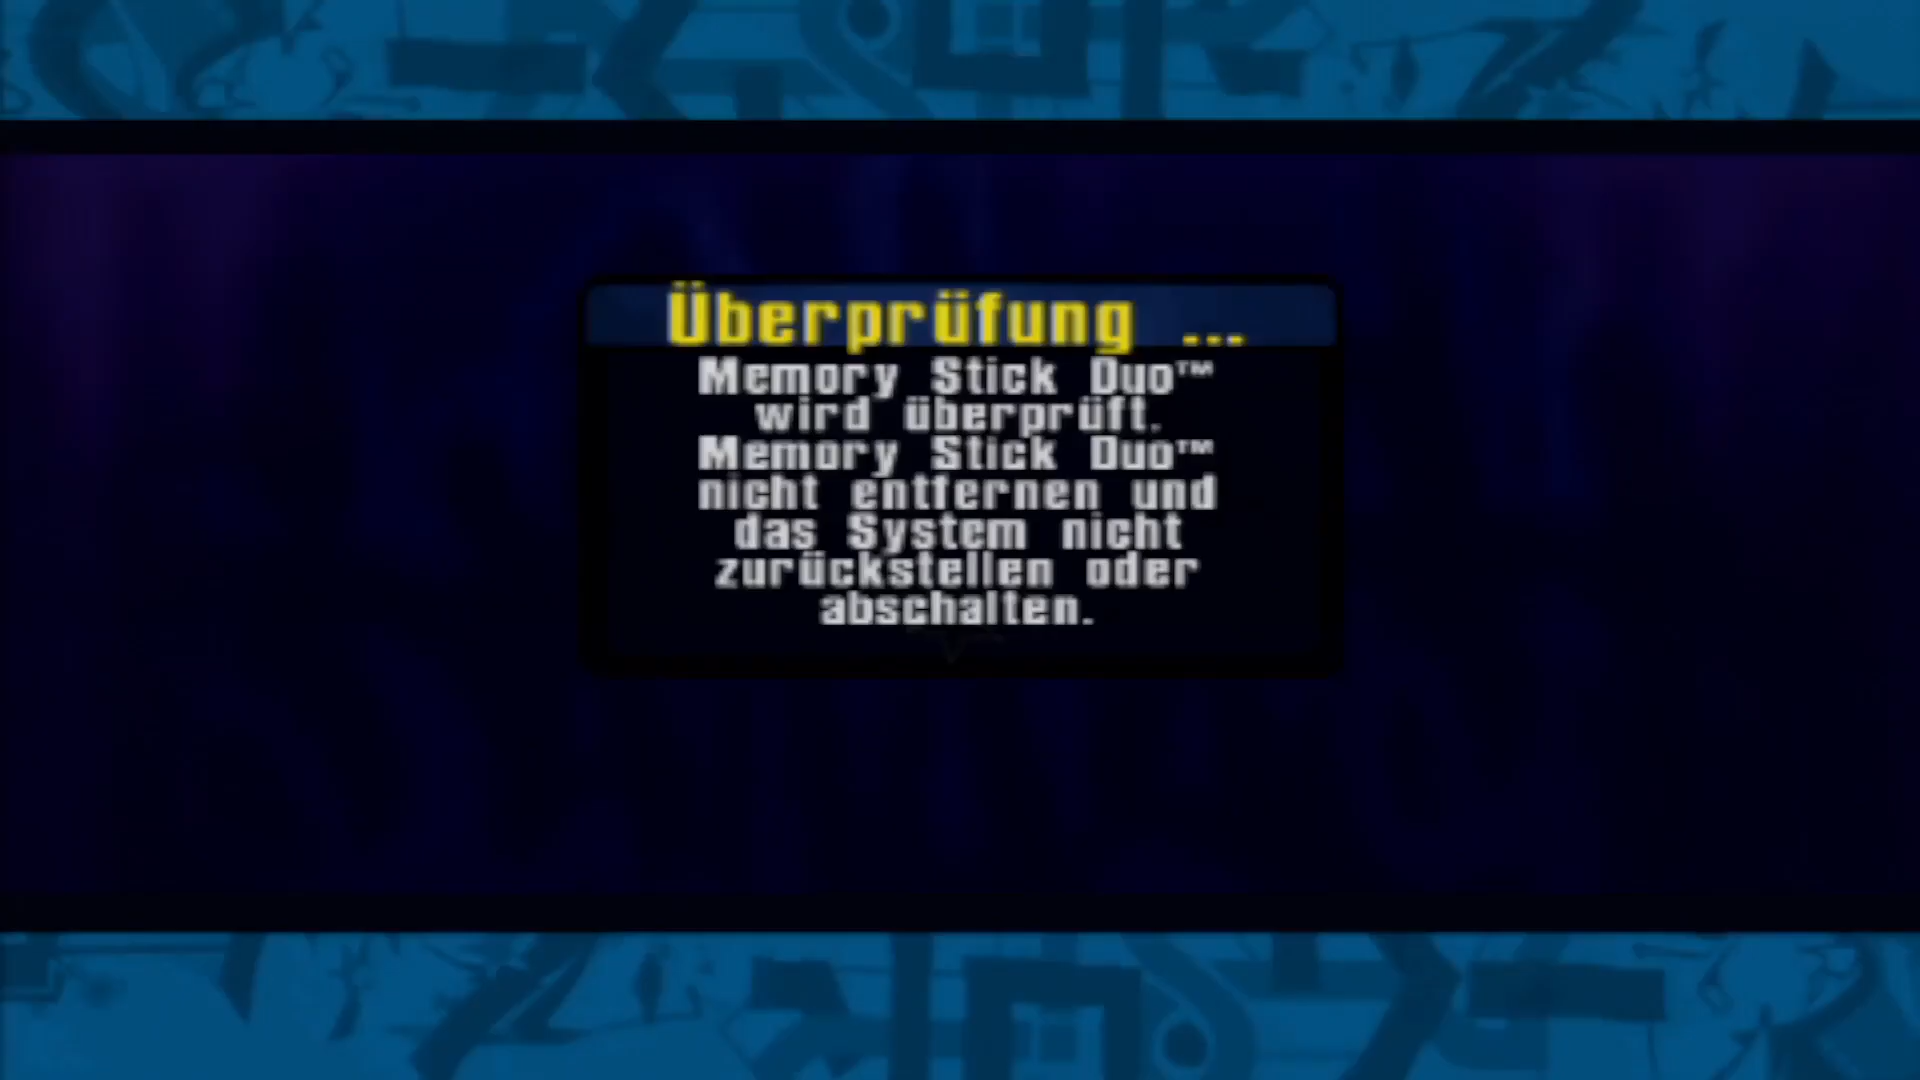 Überprüfung ...
Memory Stick Duo™
wird überprüft.
Memory Stick Duo™
nicht entfernen und
das System nicht
zurückstellen oder
abschalten.